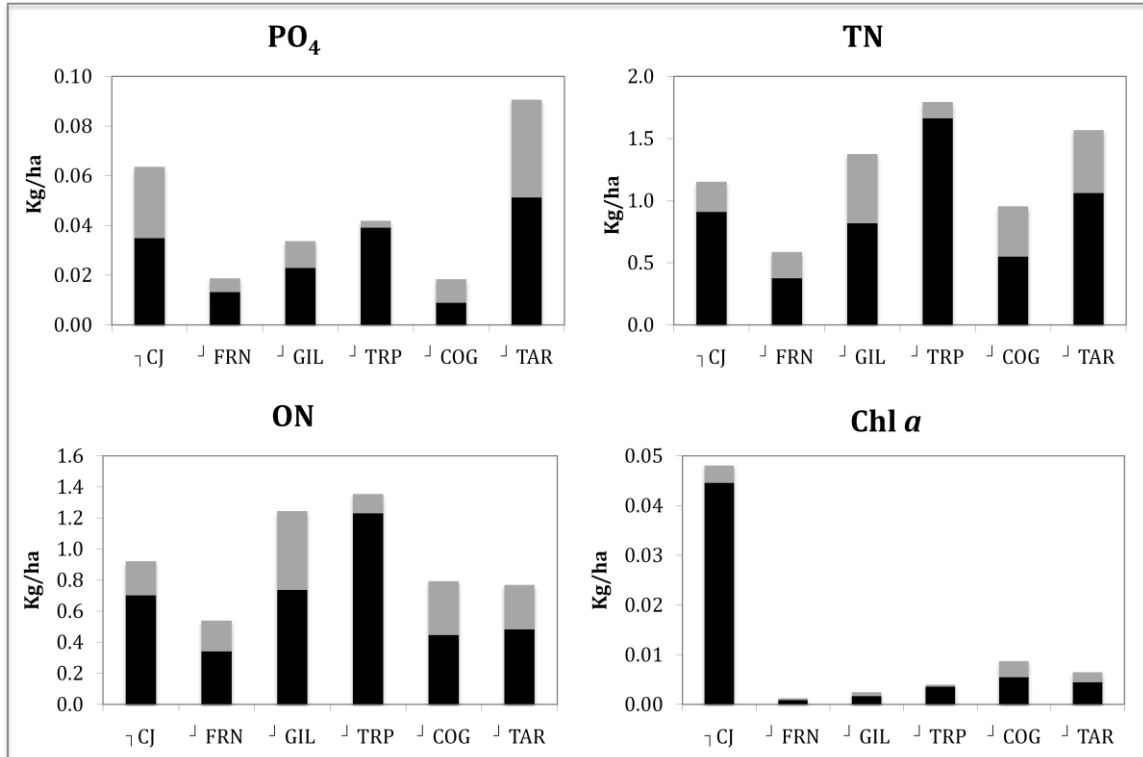 PO₄
Kg/ha
0.10
0.08
0.06
0.04
0.02
0.00
┐CJ ┘FRN ┘GIL ┘TRP ┘COG ┘TAR
TN
Kg/ha
2.0
1.5
1.0
0.5
0.0
┐CJ ┘FRN ┘GIL ┘TRP ┘COG ┘TAR
ON
Kg/ha
1.6
1.4
1.2
1.0
0.8
0.6
0.4
0.2
0.0
┐CJ ┘FRN ┘GIL ┘TRP ┘COG ┘TAR
Chl a
Kg/ha
0.05
0.04
0.03
0.02
0.01
0.00
┐CJ ┘FRN ┘GIL ┘TRP ┘COG ┘TAR